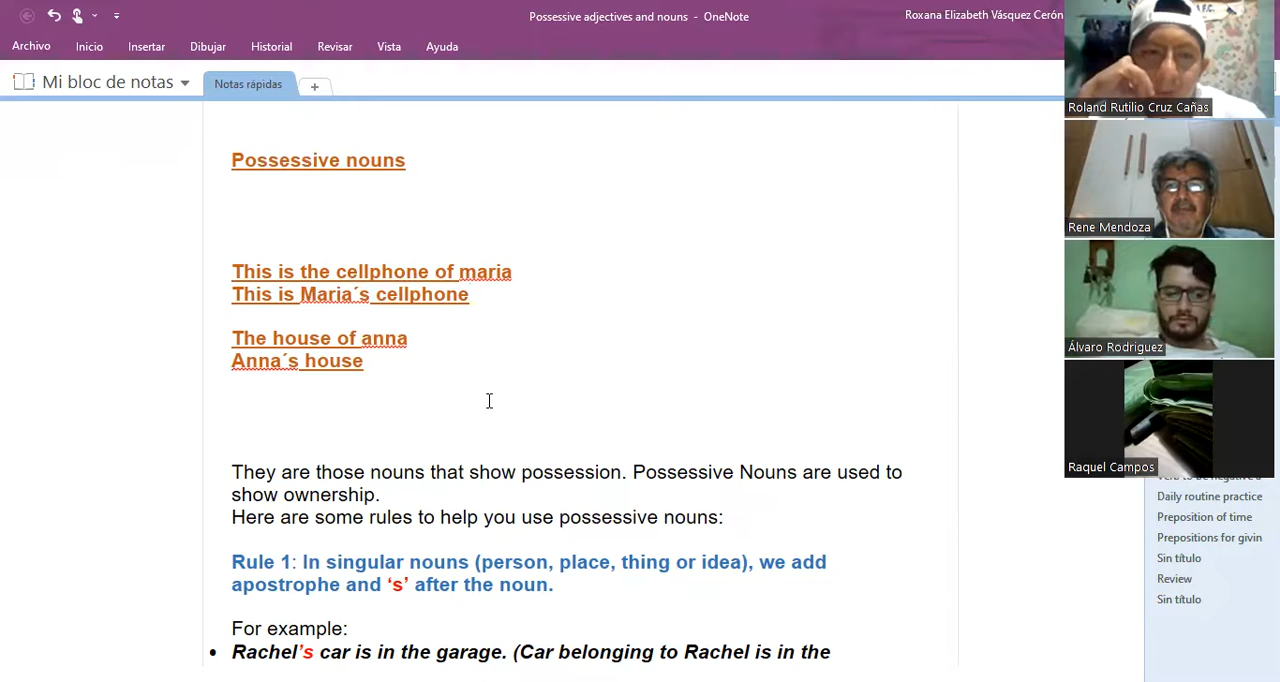 Possessive adjectives and nouns - OneNote
Roxana Elizabeth Vásquez Cerón
Archivo Inicio Insertar Dibujar Historial Revisar Vista Ayuda
Mi bloc de notas Notas rápidas +
Roland Rutilio Cruz Cañas
Possessive nouns
Rene Mendoza
This is the cellphone of maria
This is Maria´s cellphone
The house of anna
Anna´s house
Álvaro Rodriguez
Raquel Campos
They are those nouns that show possession. Possessive Nouns are used to
show ownership.
Here are some rules to help you use possessive nouns:
Rule 1: In singular nouns (person, place, thing or idea), we add
apostrophe and ‘s’ after the noun.
For example:
• Rachel’s car is in the garage. (Car belonging to Rachel is in the
Daily routine practice
Preposition of time
Prepositions for givin
Sin título
Review
Sin título